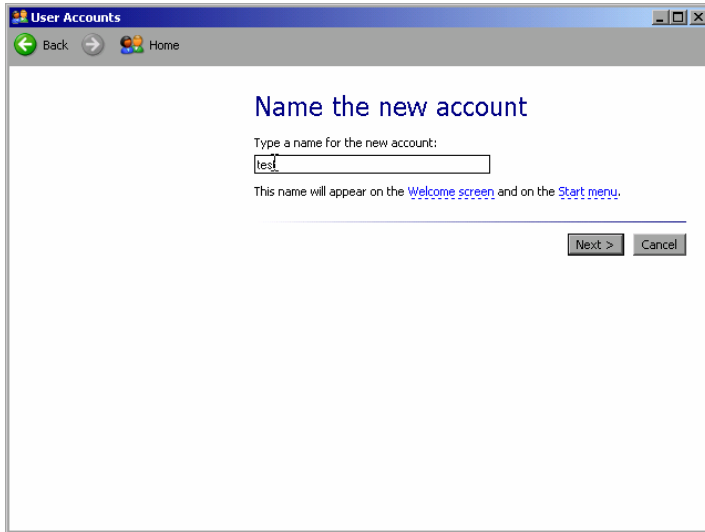 User Accounts
Back Home
Name the new account
Type a name for the new account:
test
This name will appear on the Welcome screen and on the Start menu.
Next > Cancel